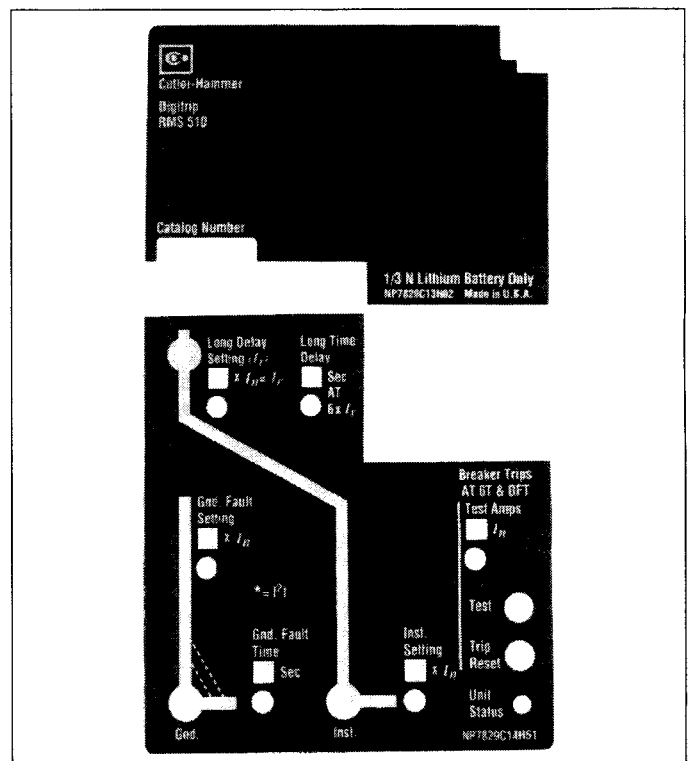 Cutler-Hammer
Digitrip
RMS 510
Catalog Number
1/3 N Lithium Battery Only
NP7829C13H02 Made in U.S.A.
Long Delay
Setting (Ir)
x In = Ir
Long Time
Delay
Sec
AT
6x Ir
Breaker Trips
AT 6T & GFT
Test Amps
In
Gnd. Fault
Setting
x In
*= I²t
Test
Gnd. Fault
Time
Sec
Inst.
Setting
x In
Trip
Reset
Unit
Status
Gnd.
Inst.
NP7829C14H51